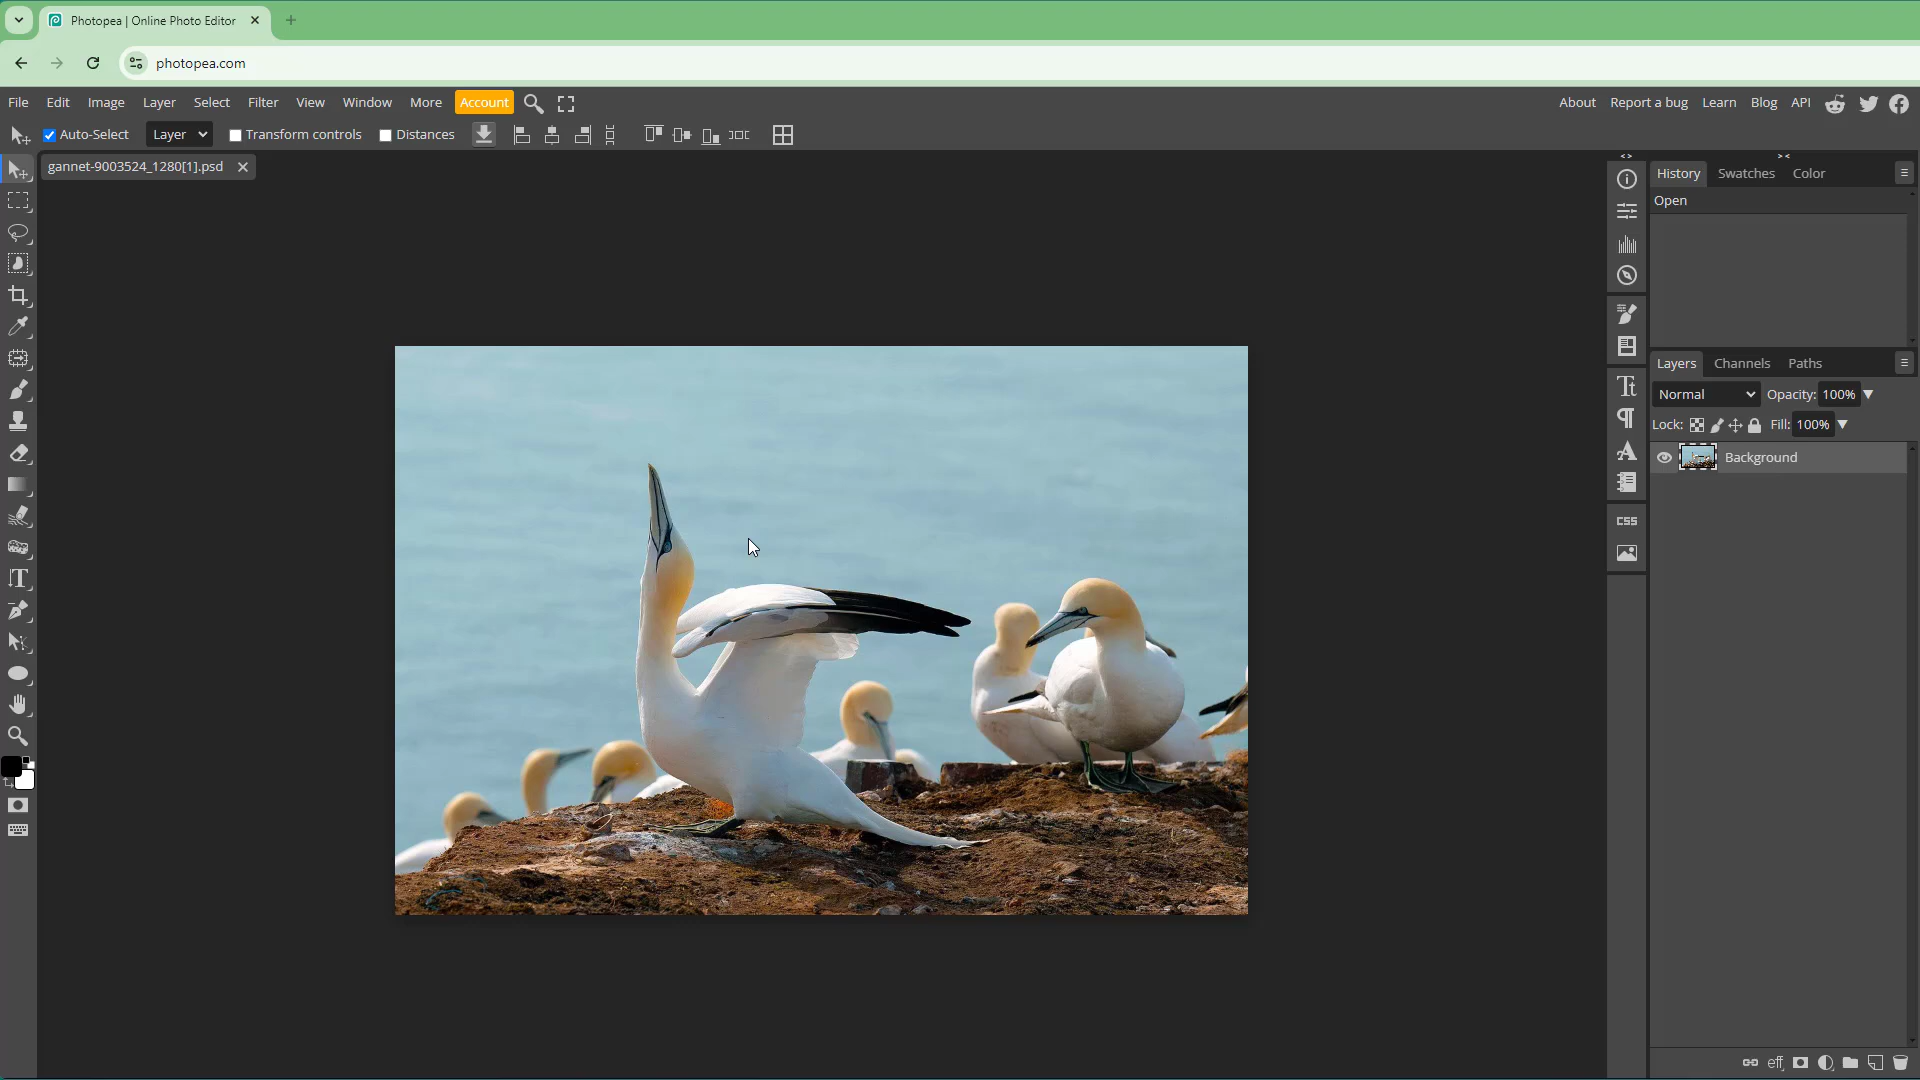 Photopea | Online Photo Editor
photopea.com
File Edit Image Layer Select Filter View Window More Account About Report a bug Learn Blog API
Auto-Select Layer Transform controls Distances
gannet-9003524_1280[1].psd
History Swatches Color
Open
Layers Channels Paths
Normal Opacity: 100%
Lock: Fill: 100%
Background
CSS
eff